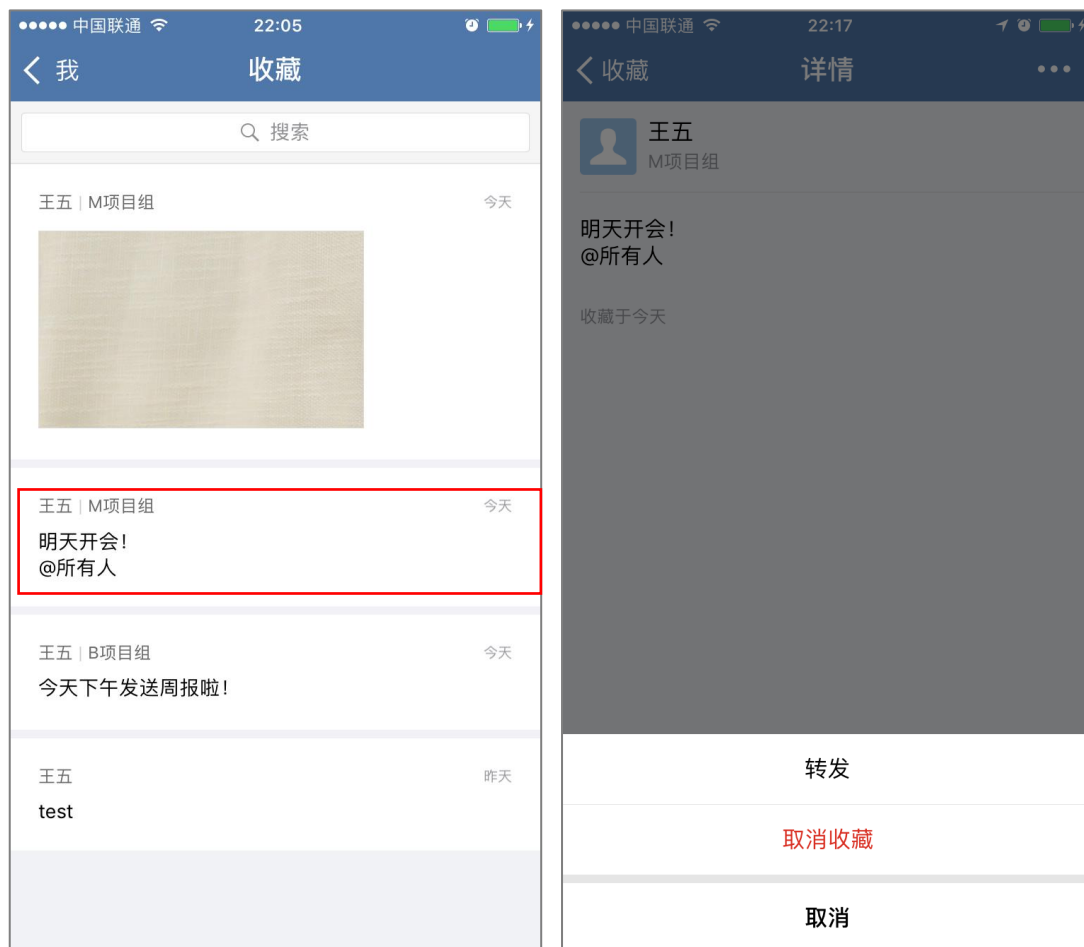 中国联通 22:05
我 收藏
搜索
王五 | M项目组 今天
王五 | M项目组 今天
明天开会！
@所有人
王五 | B项目组 今天
今天下午发送周报啦！
王五 昨天
test
中国联通 22:17
收藏 详情
王五
M项目组
明天开会！
@所有人
收藏于今天
转发
取消收藏
取消